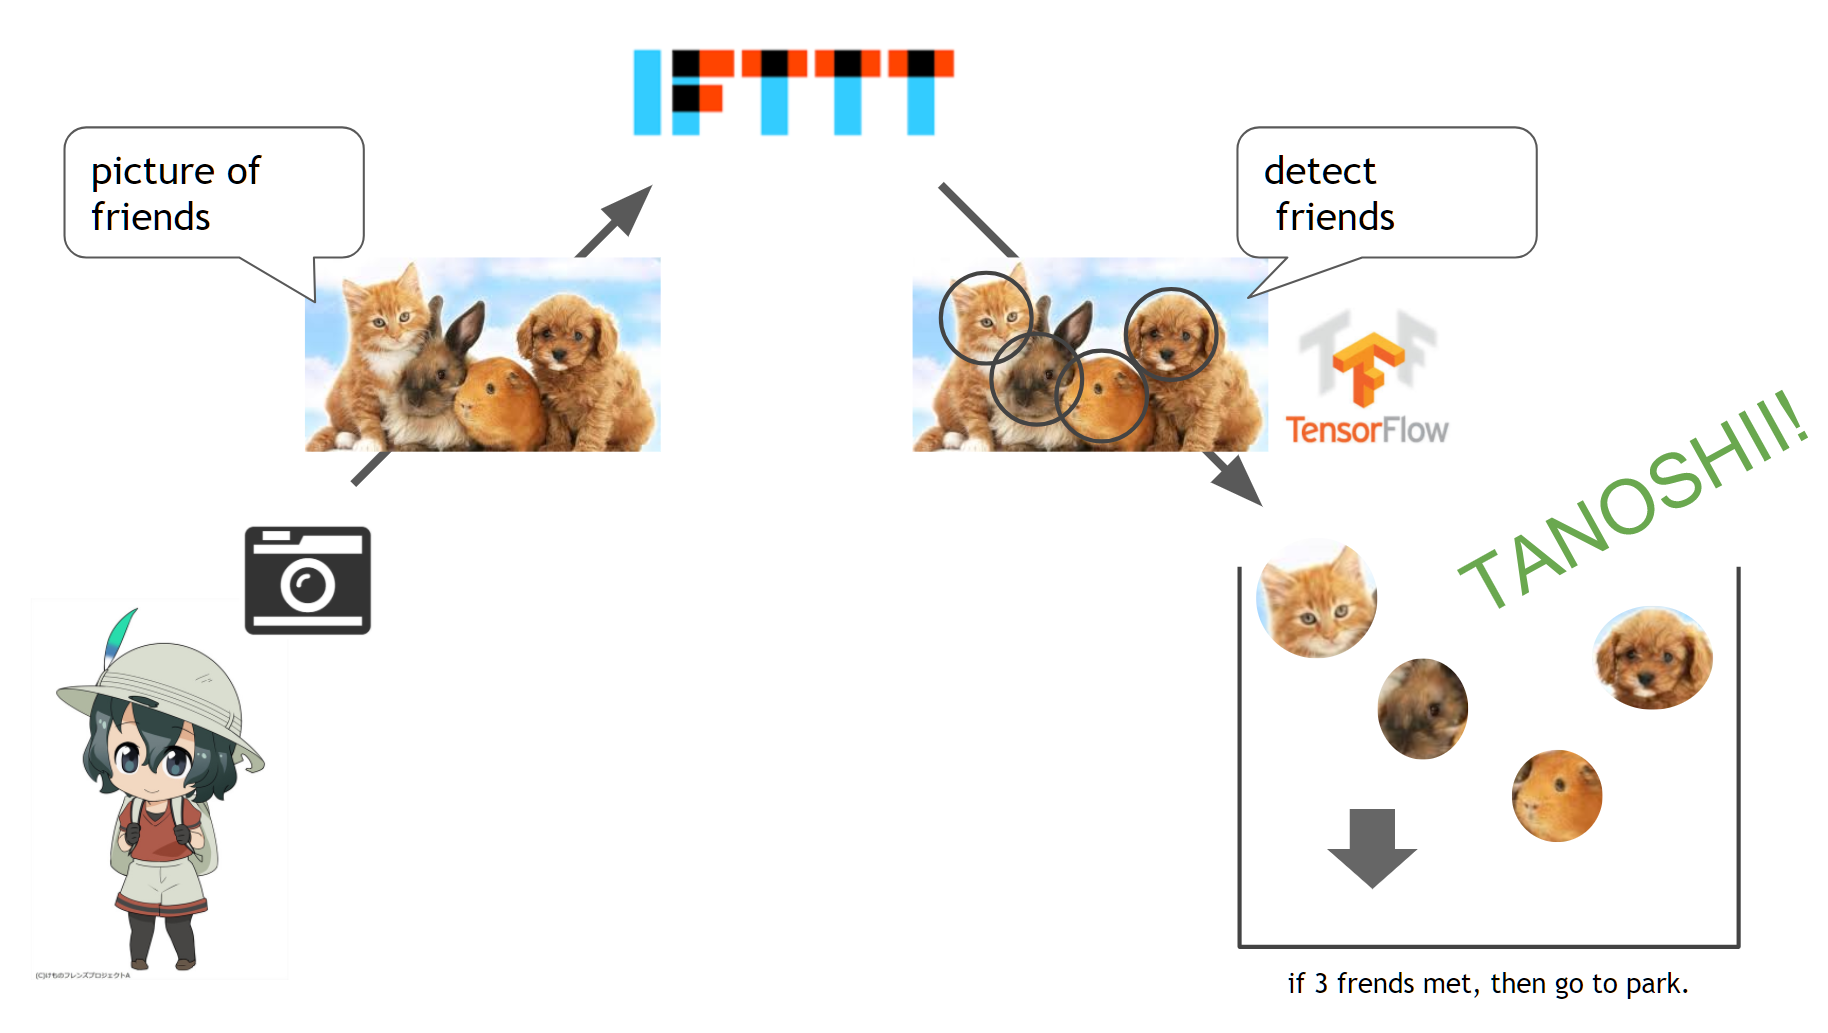 IFTTT
picture of
friends
detect
friends
TensorFlow
TANOSHII!
if 3 frends met, then go to park.
(C)けものフレンズプロジェクトA